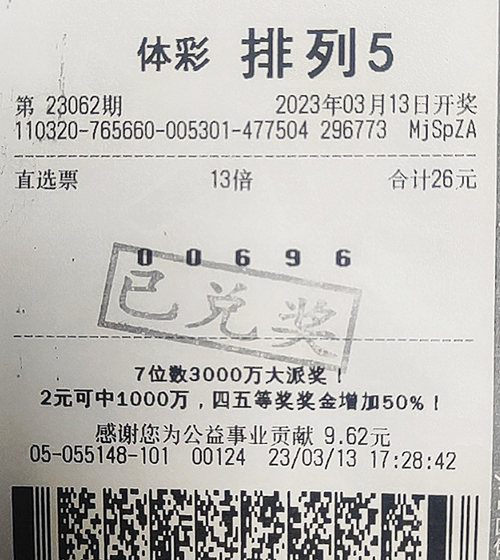 体彩 排列5
第 23062期 2023年03月13日开奖
110320-765660-005301-477504 296773 MjSpZA
直选票 13倍 合计26元
0 0 6 9 6
已兑奖
7位数3000万大派奖！
2元可中1000万，四五等奖奖金增加50%！
感谢您为公益事业贡献 9.62元
05-055148-101 00124 23/03/13 17:28:42